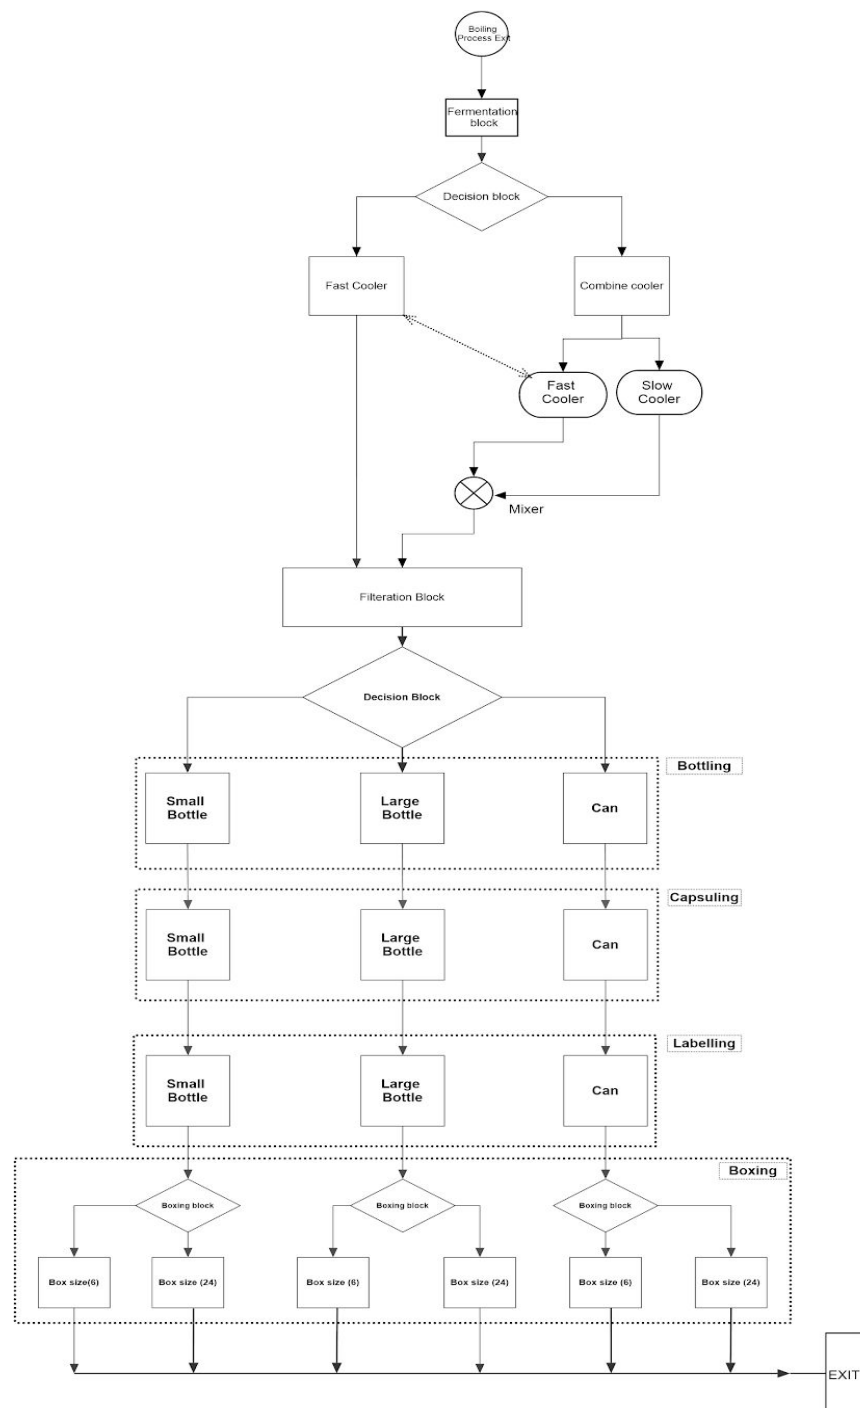 Boiling
Process Exit
Fermentation
block
Decision block
Fast Cooler
Combine cooler
Fast
Cooler
Slow
Cooler
Mixer
Filteration Block
Decision Block
Bottling
Small
Bottle
Large
Bottle
Can
Capsuling
Small
Bottle
Large
Bottle
Can
Labelling
Small
Bottle
Large
Bottle
Can
Boxing
Boxing block
Boxing block
Boxing block
Box size(6)
Box size (24)
Box size (6)
Box size (24)
Box size (6)
Box size (24)
EXIT